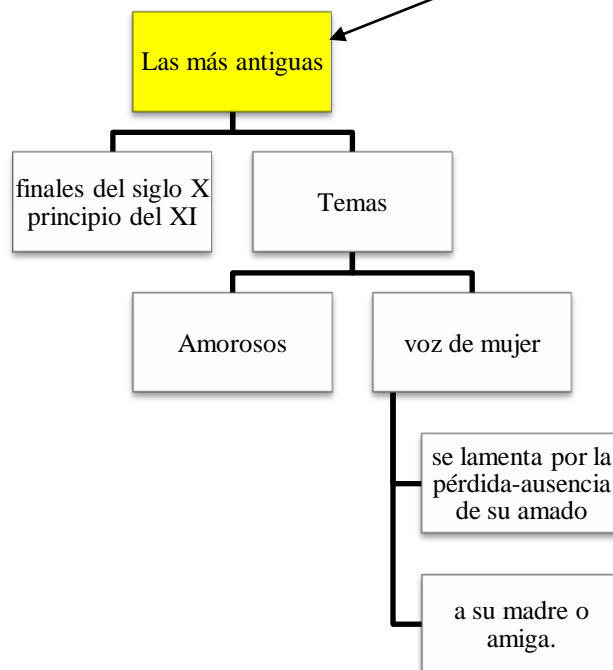 Las más antiguas
finales del siglo X
principio del XI
Temas
Amorosos
voz de mujer
se lamenta por la
pérdida-ausencia
de su amado
a su madre o
amiga.